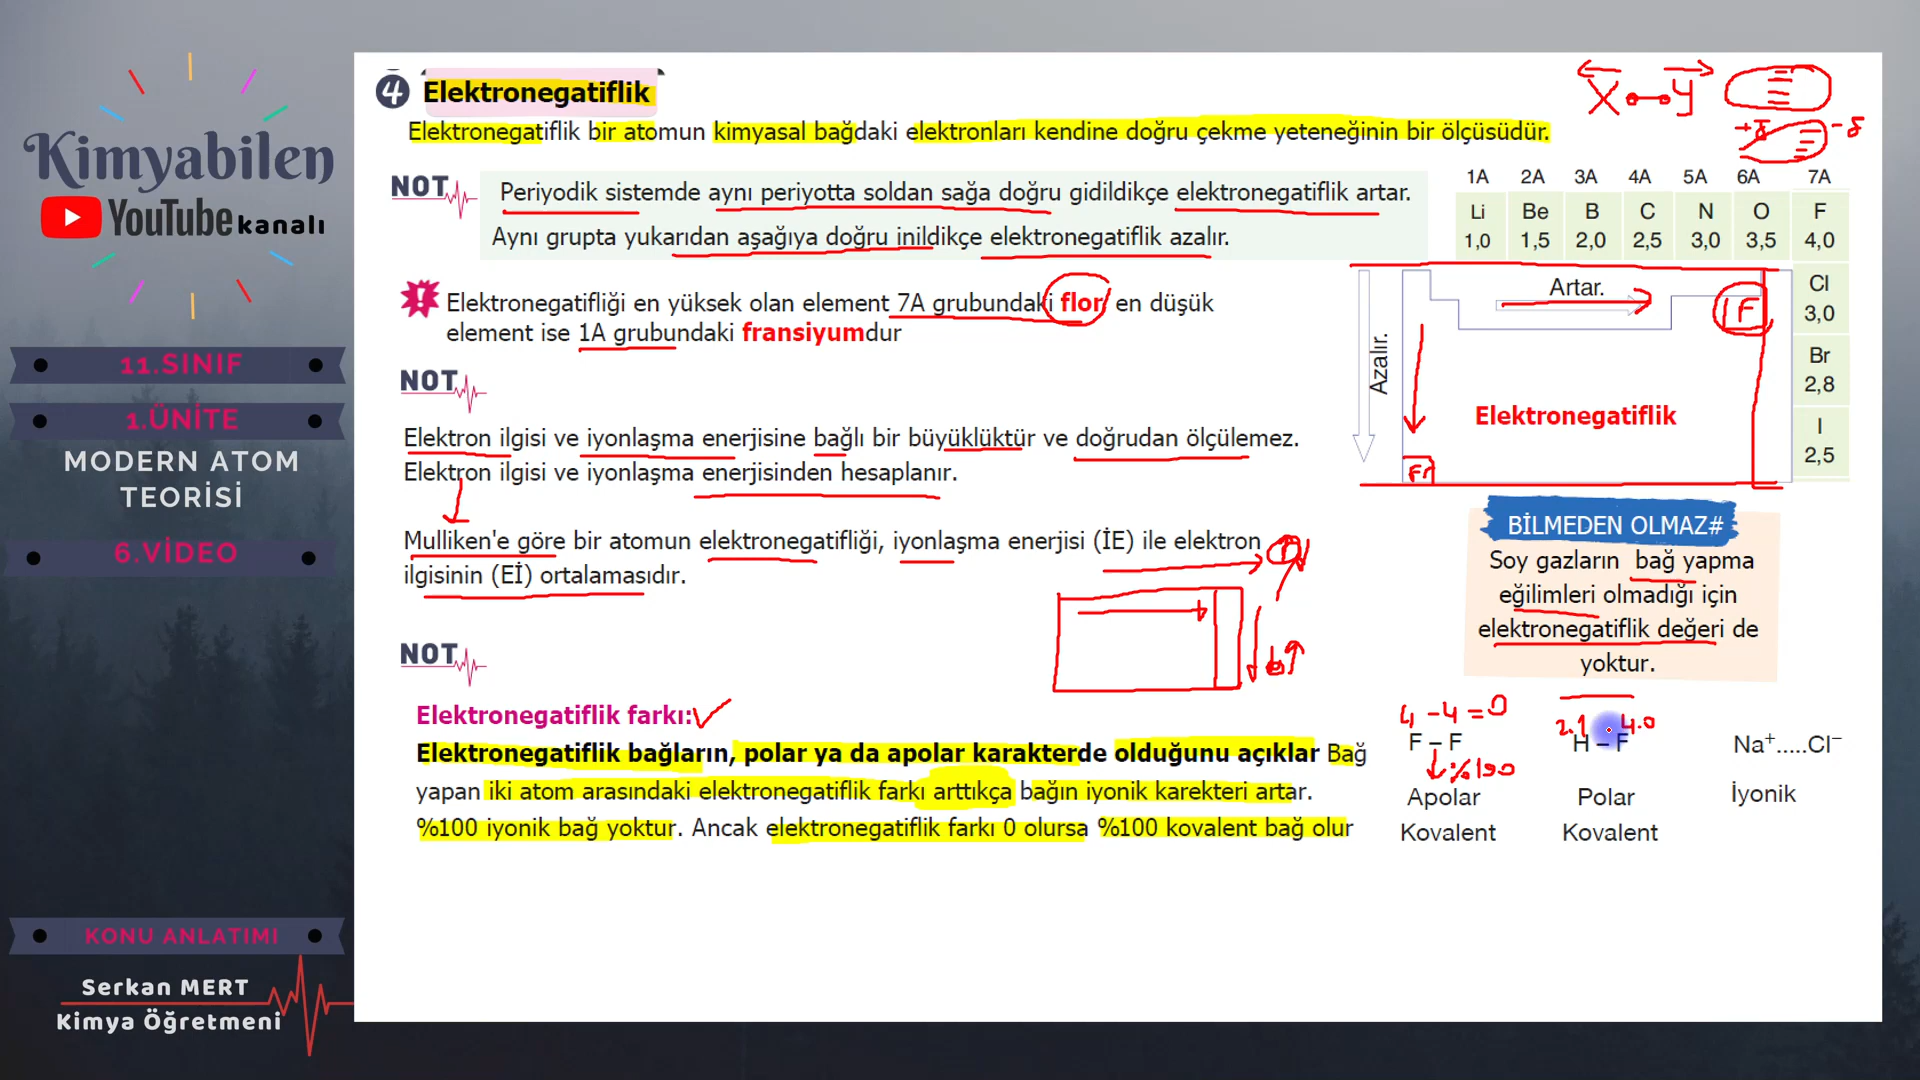 Kimyabilen
YouTube kanalı
11.SINIF
1.ÜNİTE
MODERN ATOM
TEORİSİ
6.VİDEO
KONU ANLATIMI
Serkan MERT
Kimya Öğretmeni
4 Elektronegatiflik
Elektronegatiflik bir atomun kimyasal bağdaki elektronları kendine doğru çekme yeteneğinin bir ölçüsüdür.
X Y
+δ -δ
NOT
Periyodik sistemde aynı periyotta soldan sağa doğru gidildikçe elektronegatiflik artar.
Aynı grupta yukarıdan aşağıya doğru inildikçe elektronegatiflik azalır.
1A 2A 3A 4A 5A 6A 7A
Li Be B C N O F
1,0 1,5 2,0 2,5 3,0 3,5 4,0
Cl
3,0
Br
2,8
I
2,5
Artar.
Azalır.
F
Elektronegatiflik
Fr
Elektronegatifliği en yüksek olan element 7A grubundaki flor, en düşük
element ise 1A grubundaki fransiyumdur
NOT
Elektron ilgisi ve iyonlaşma enerjisine bağlı bir büyüklüktür ve doğrudan ölçülemez.
Elektron ilgisi ve iyonlaşma enerjisinden hesaplanır.
Mulliken'e göre bir atomun elektronegatifliği, iyonlaşma enerjisi (İE) ile elektron
ilgisinin (Eİ) ortalamasıdır.
BİLMEDEN OLMAZ#
Soy gazların bağ yapma
eğilimleri olmadığı için
elektronegatiflik değeri de
yoktur.
NOT
Elektronegatiflik farkı:
Elektronegatiflik bağların, polar ya da apolar karakterde olduğunu açıklar Bağ
yapan iki atom arasındaki elektronegatiflik farkı arttıkça bağın iyonik karekteri artar.
%100 iyonik bağ yoktur. Ancak elektronegatiflik farkı 0 olursa %100 kovalent bağ olur
4 - 4 = 0
F – F
%100
Apolar
Kovalent
2.1 4.0
H – F
Polar
Kovalent
Na⁺.....Cl⁻
İyonik